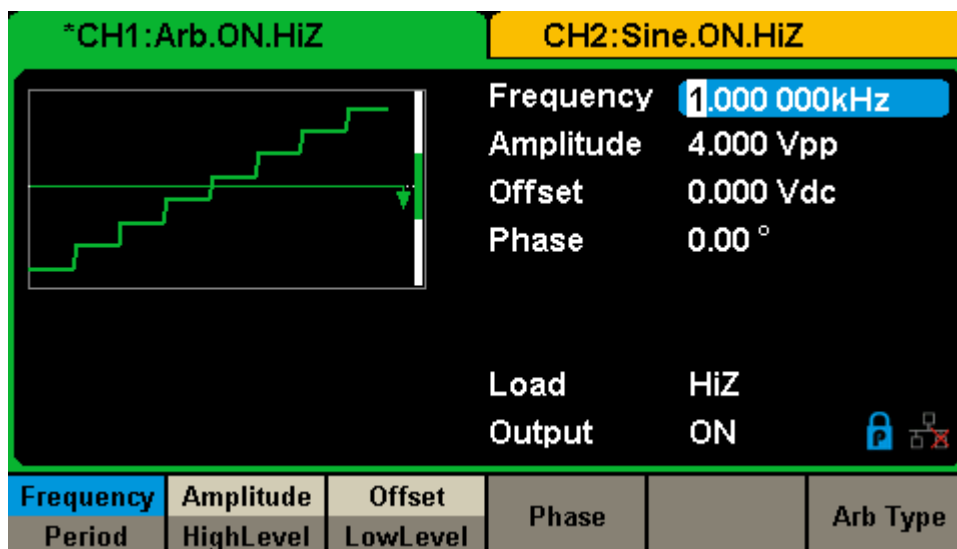 *CH1:Arb.ON.HiZ
CH2:Sine.ON.HiZ
Frequency 1.000 000kHz
Amplitude 4.000 Vpp
Offset 0.000 Vdc
Phase 0.00 °
Load HiZ
Output ON
P
Frequency Amplitude Offset Phase Arb Type
Period HighLevel LowLevel